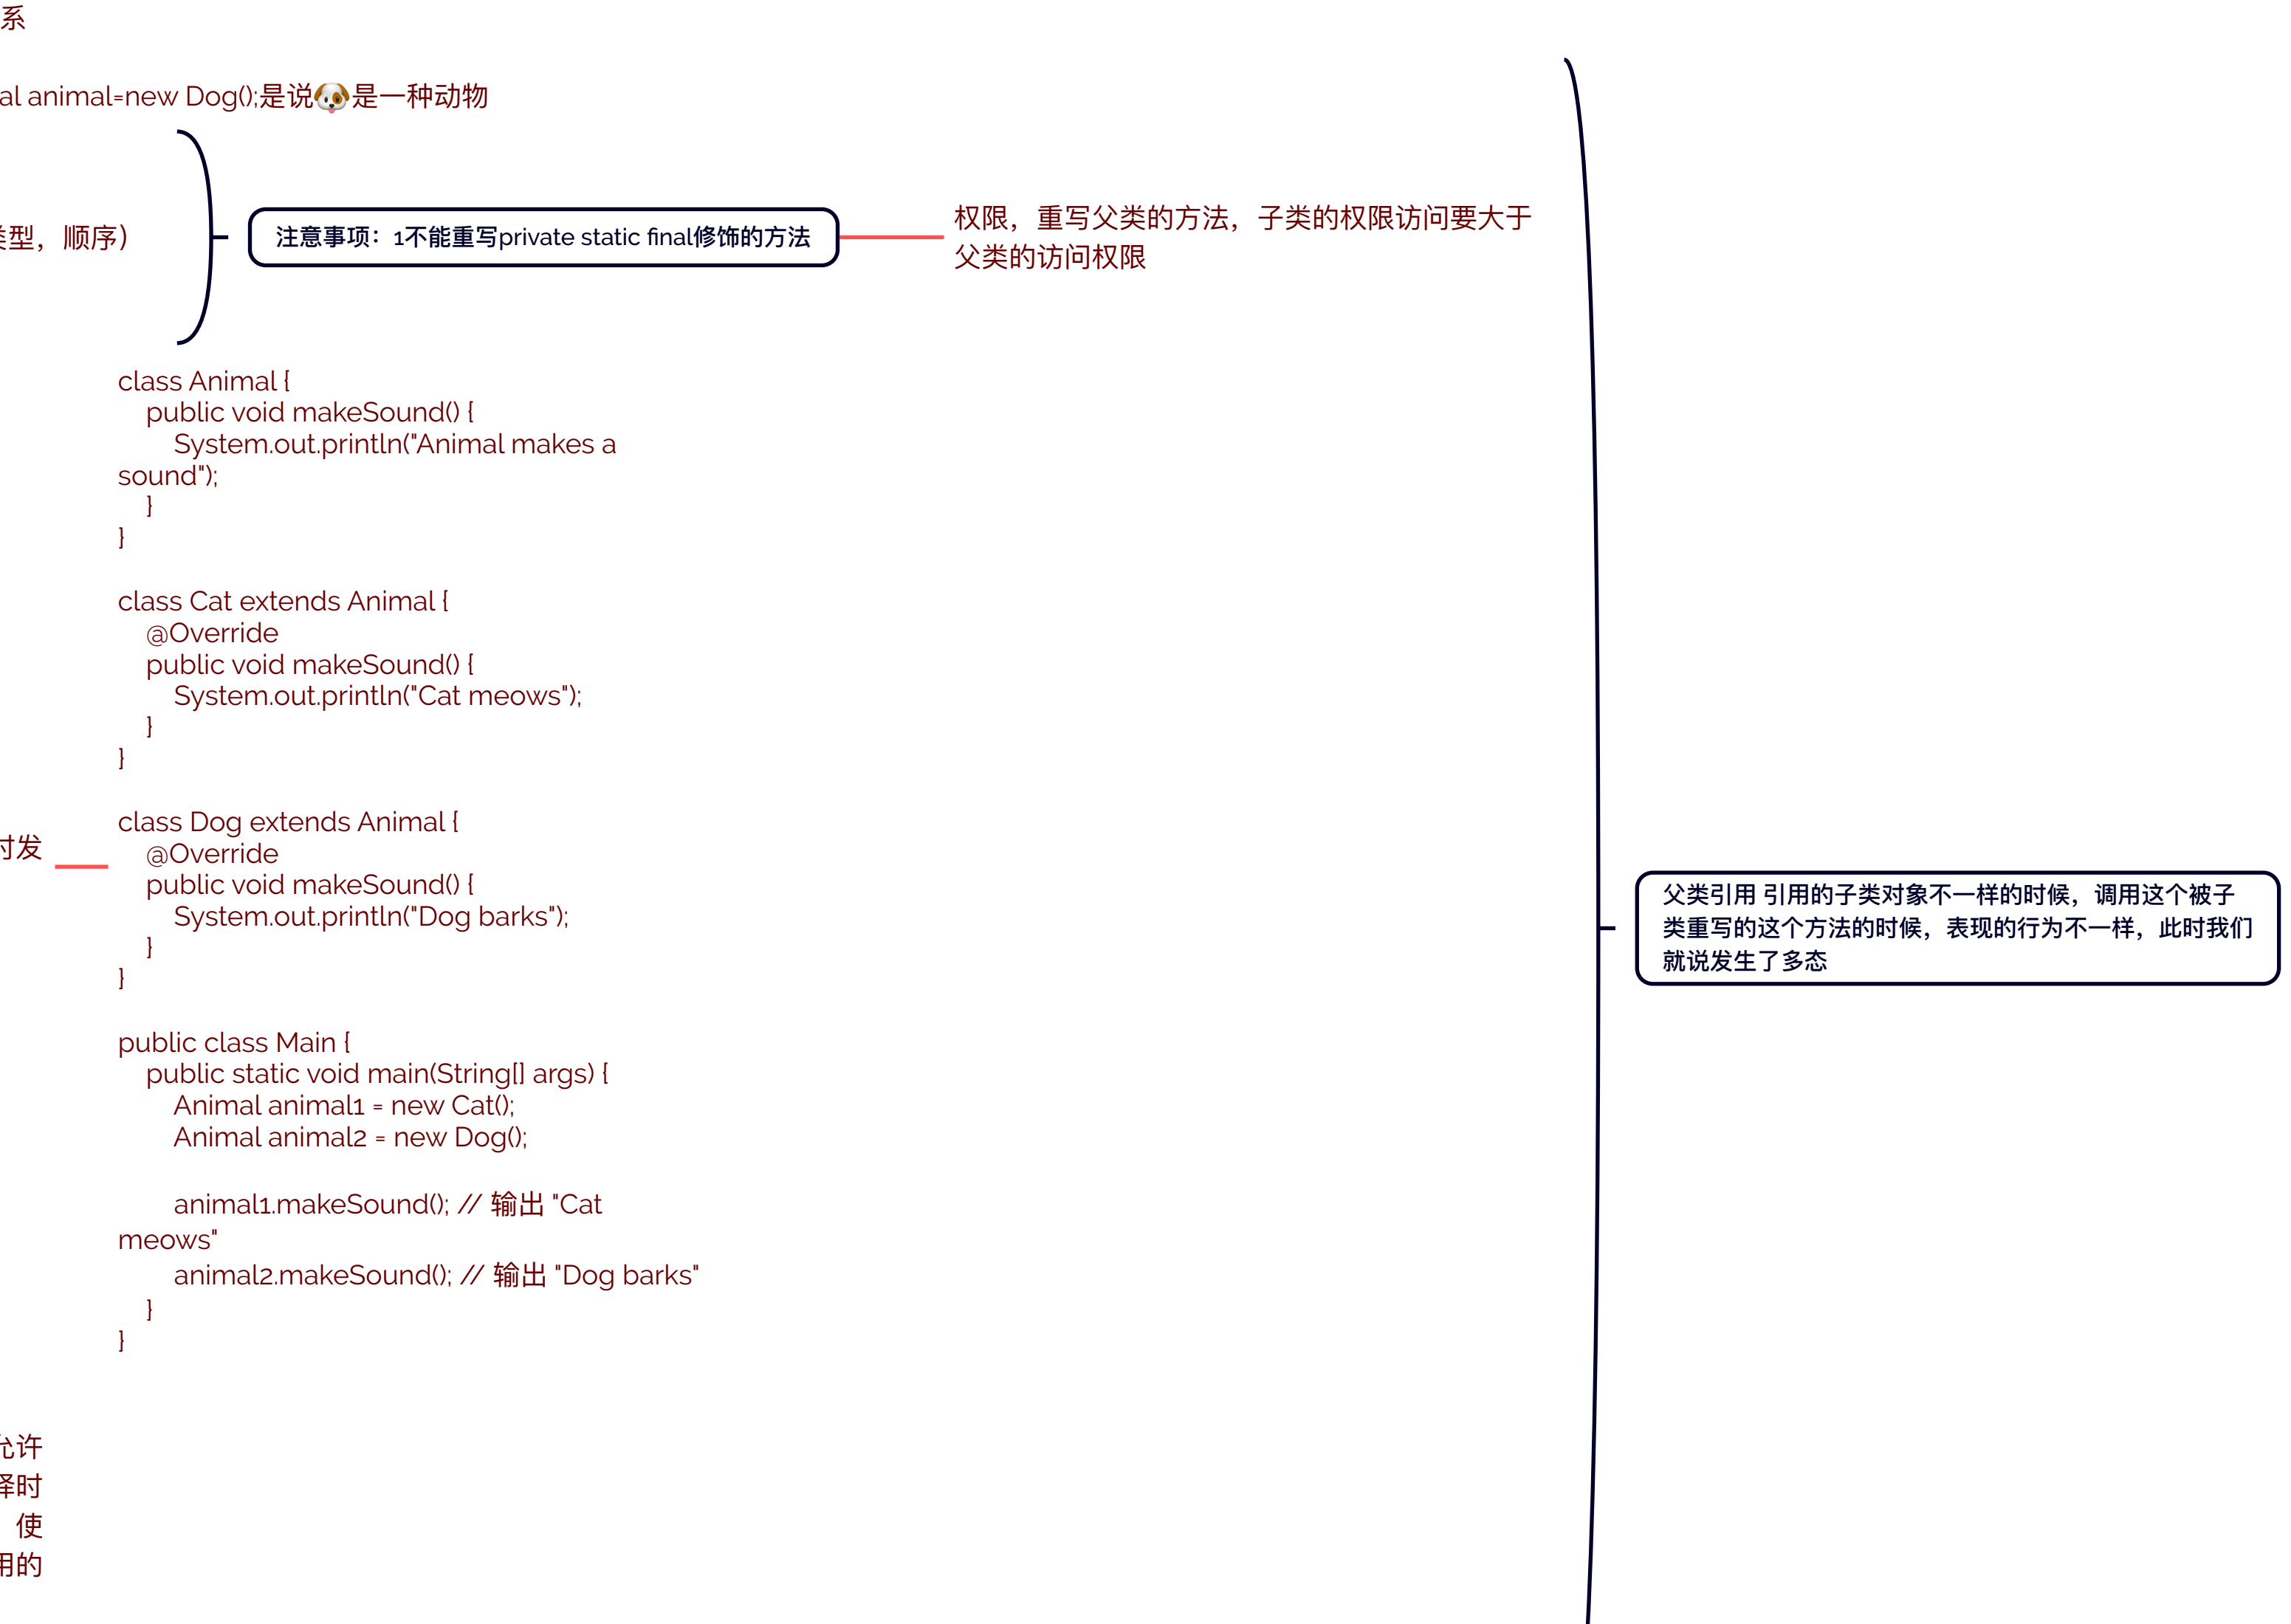 系
al animal=new Dog();是说🐶是一种动物
类型，顺序）
注意事项：1不能重写private static final修饰的方法
权限，重写父类的方法，子类的权限访问要大于
父类的访问权限
class Animal {
    public void makeSound() {
        System.out.println("Animal makes a
sound");
    }
}
class Cat extends Animal {
    @Override
    public void makeSound() {
        System.out.println("Cat meows");
    }
}
class Dog extends Animal {
    @Override
    public void makeSound() {
        System.out.println("Dog barks");
    }
}
public class Main {
    public static void main(String[] args) {
        Animal animal1 = new Cat();
        Animal animal2 = new Dog();
        animal1.makeSound(); // 输出 "Cat
meows"
        animal2.makeSound(); // 输出 "Dog barks"
    }
}
时发
父类引用 引用的子类对象不一样的时候，调用这个被子
类重写的这个方法的时候，表现的行为不一样，此时我们
就说发生了多态
允许
译时
使
用的